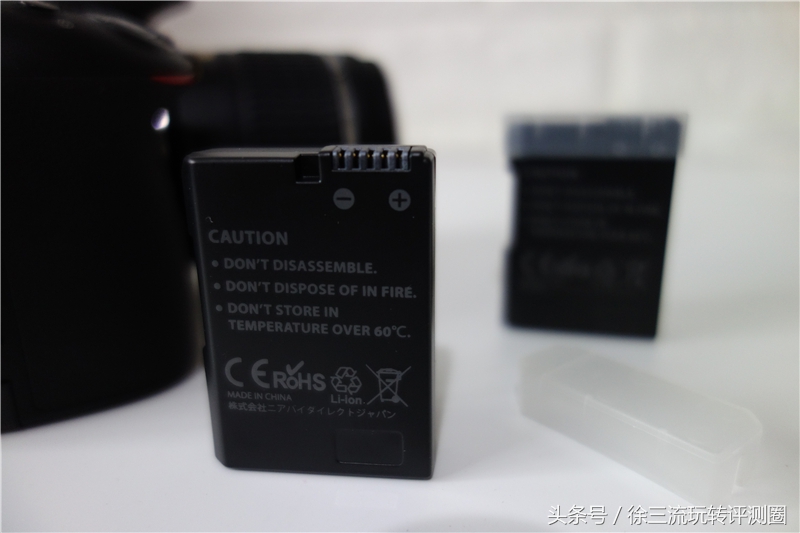 − +
CAUTION
• DON'T DISASSEMBLE.
• DON'T DISPOSE OF IN FIRE.
• DON'T STORE IN
TEMPERATURE OVER 60℃.
CE RoHS Li-ion
MADE IN CHINA
株式会社ニアバイダイレクトジャパン
头条号 / 徐三流玩转评测圈